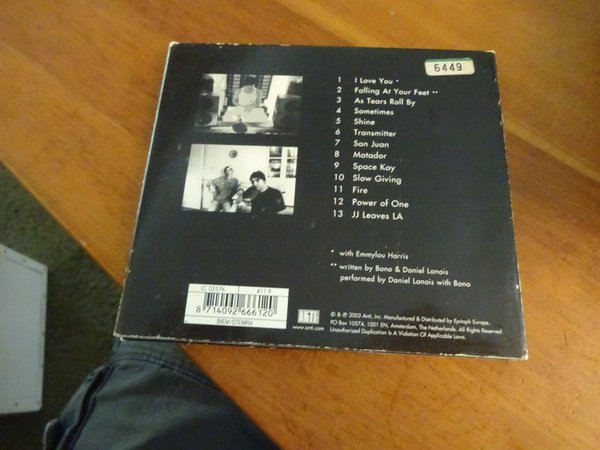 6449
1 I Love You *
2 Falling At Your Feet **
3 As Tears Roll By
4 Sometimes
5 Shine
6 Transmitter
7 San Juan
8 Matador
9 Space Kay
10 Slow Giving
11 Fire
12 Power of One
13 JJ Leaves LA
* with Emmylou Harris
** written by Bono & Daniel Lanois
performed by Daniel Lanois with Bono
LC 02576
8 714092 666120
BIEM/STEMRA
ANTI
www.anti.com
© & ℗ 2003 Anti, Inc. Manufactured & Distributed by Epitaph Europe,
PO Box 10574, 1001 EN, Amsterdam, The Netherlands. All Rights Reserved.
Unauthorized Duplication Is A Violation Of Applicable Laws.